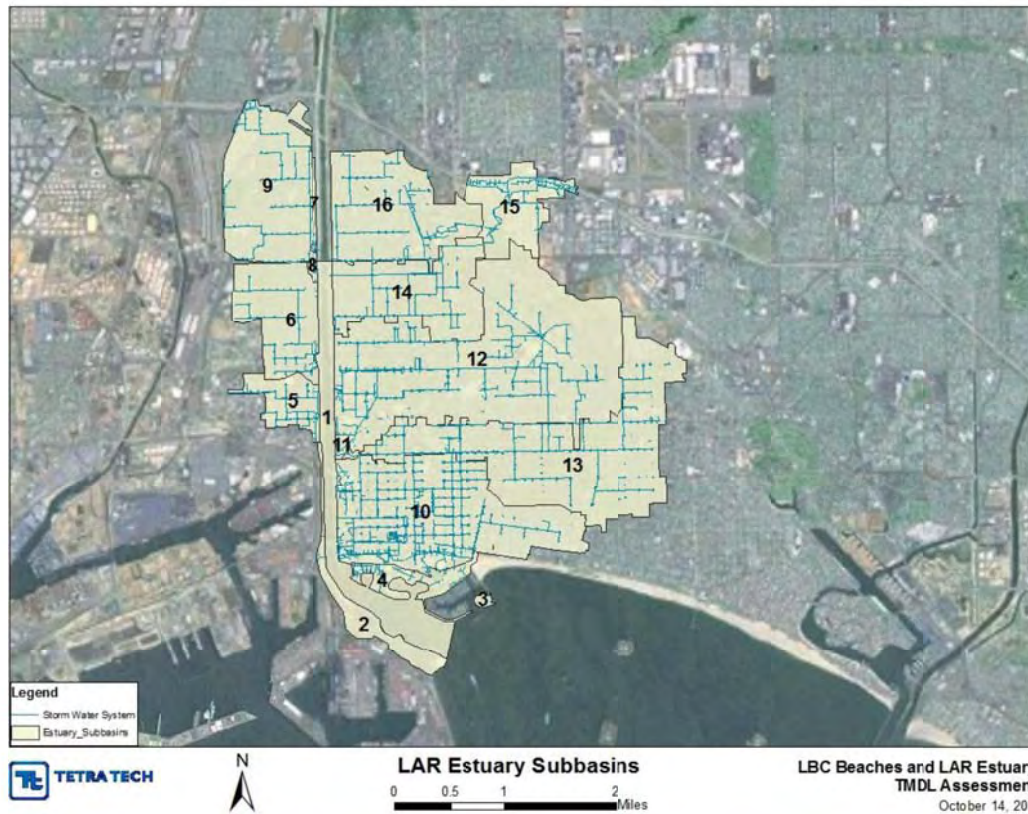 9
7
16
15
8
14
6
12
5
1
11
13
10
4
3
2
Legend
Storm Water System
Estuary_Subbasins
TETRA TECH
N
LAR Estuary Subbasins
0 0.5 1 2
Miles
LBC Beaches and LAR Estuar
TMDL Assessmen
October 14, 20